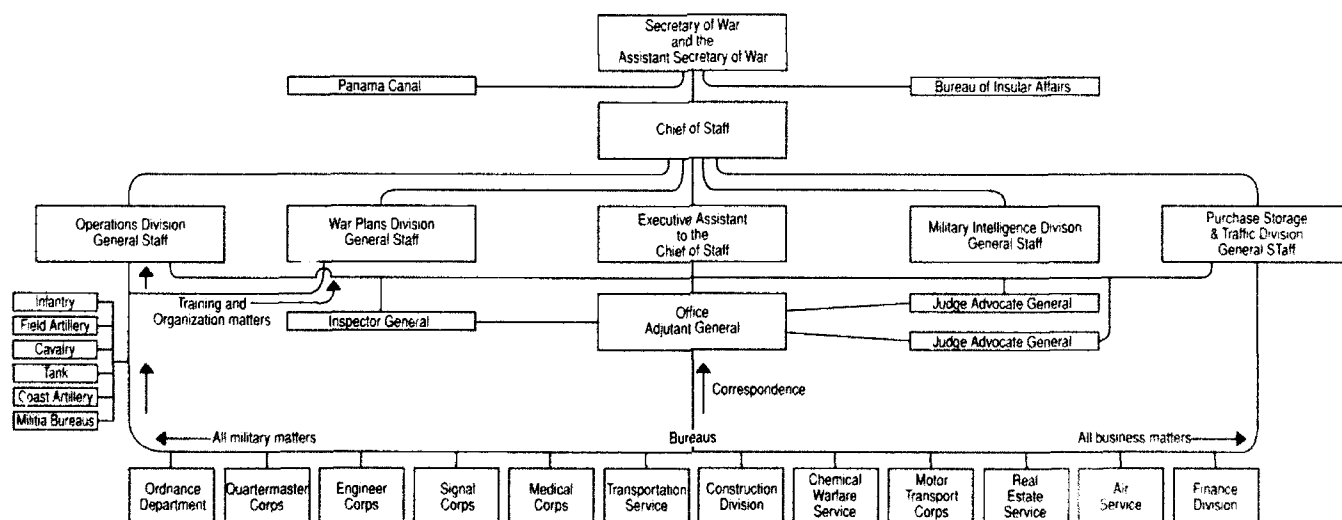 Secretary of War
and the
Assistant Secretary of War
Panama Canal
Bureau of Insular Affairs
Chief of Staff
Operations Division
General Staff
War Plans Division
General Staff
Executive Assistant
to the
Chief of Staff
Military Intelligence Divison
General Staff
Purchase Storage
& Traffic Division
General STaff
Infantry
Field Artillery
Cavalry
Tank
Coast Artillery
Militia Bureaus
Training and
Organization matters
Inspector General
Office
Adjutant General
Judge Advocate General
Judge Advocate General
Correspondence
All military matters
Bureaus
All business matters
Ordnance
Department
Quartermaster
Corps
Engineer
Corps
Signal
Corps
Medical
Corps
Transportation
Service
Construction
Division
Chemical
Warfare
Service
Motor
Transport
Corps
Real
Estate
Service
Air
Service
Finance
Division